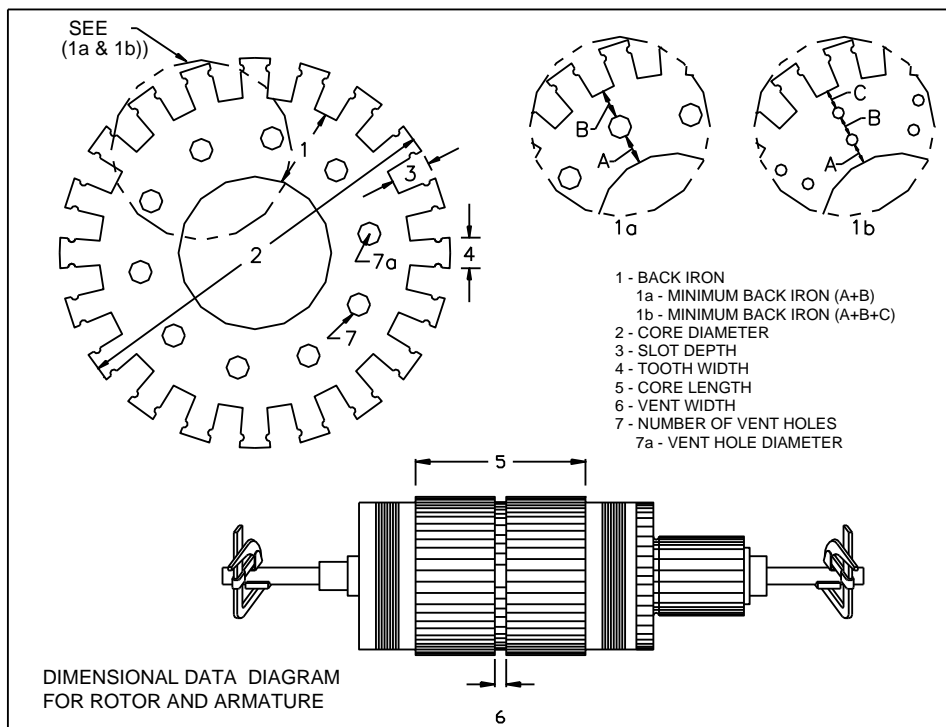 SEE
(1a & 1b))
1
2
3
4
7a
7
B
A
1a
C
B
A
1b
1 - BACK IRON
1a - MINIMUM BACK IRON (A+B)
1b - MINIMUM BACK IRON (A+B+C)
2 - CORE DIAMETER
3 - SLOT DEPTH
4 - TOOTH WIDTH
5 - CORE LENGTH
6 - VENT WIDTH
7 - NUMBER OF VENT HOLES
7a - VENT HOLE DIAMETER
5
6
DIMENSIONAL DATA DIAGRAM
FOR ROTOR AND ARMATURE